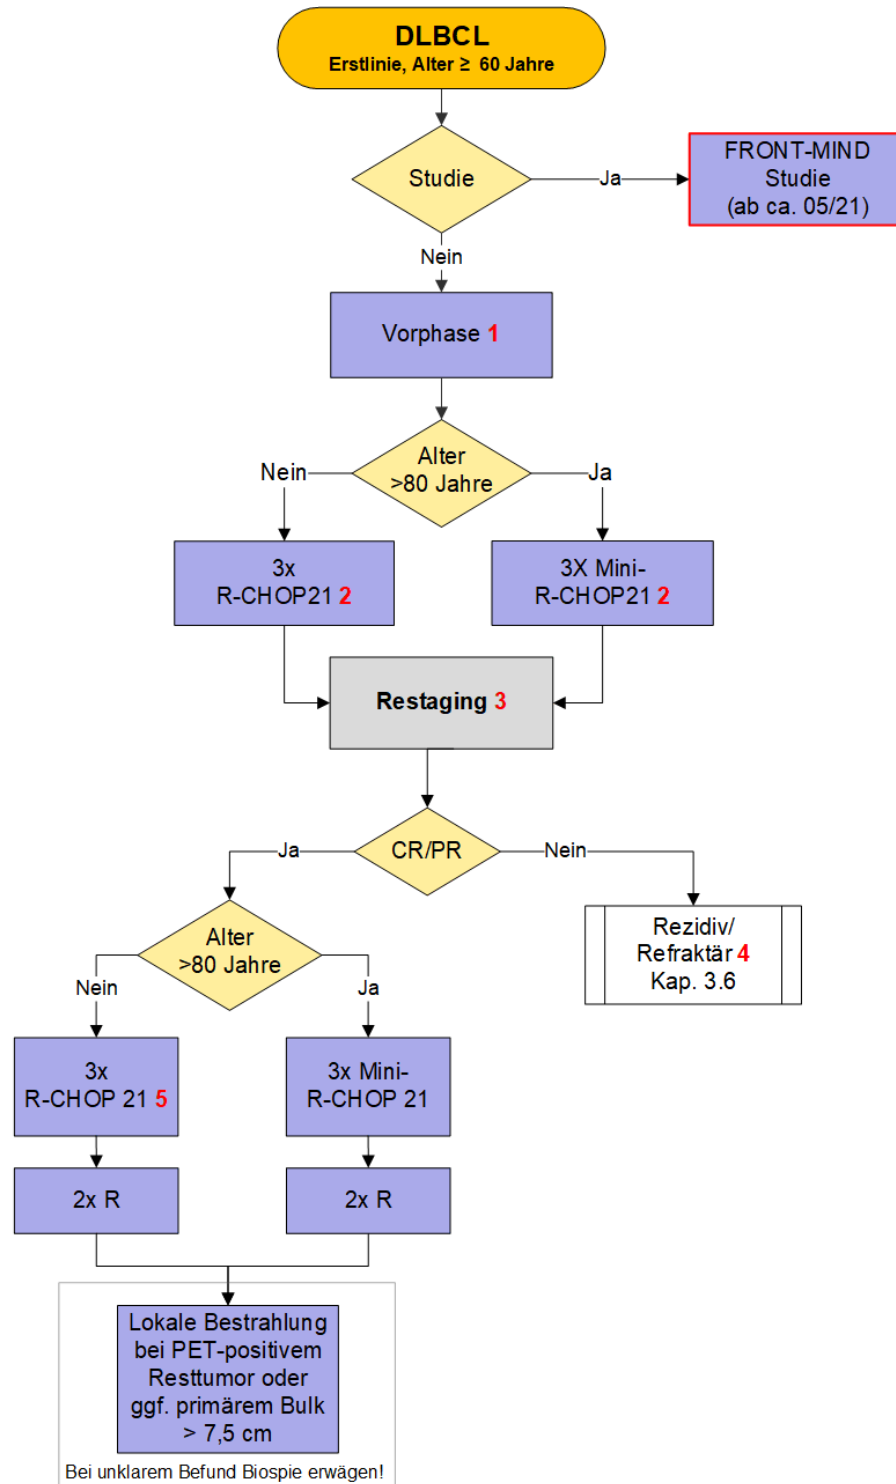 DLBCL
Erstlinie, Alter ≥ 60 Jahre
Studie
Ja
FRONT-MIND
Studie
(ab ca. 05/21)
Nein
Vorphase 1
Alter
>80 Jahre
Nein
Ja
3x
R-CHOP21 2
3X Mini-
R-CHOP21 2
Restaging 3
CR/PR
Ja
Nein
Alter
>80 Jahre
Rezidiv/
Refraktär 4
Kap. 3.6
Nein
Ja
3x
R-CHOP 21 5
3x Mini-
R-CHOP 21
2x R
2x R
Lokale Bestrahlung
bei PET-positivem
Resttumor oder
ggf. primärem Bulk
> 7,5 cm
Bei unklarem Befund Biospie erwägen!